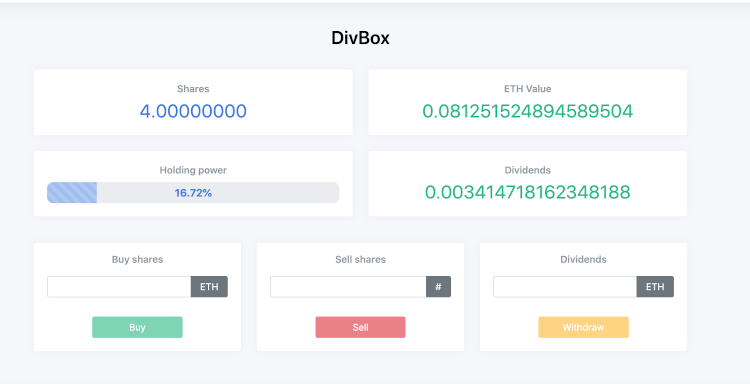 DivBox
Shares
4.00000000
ETH Value
0.081251524894589504
Holding power
16.72%
Dividends
0.003414718162348188
Buy shares
ETH
Buy
Sell shares
#
Sell
Dividends
ETH
Withdraw